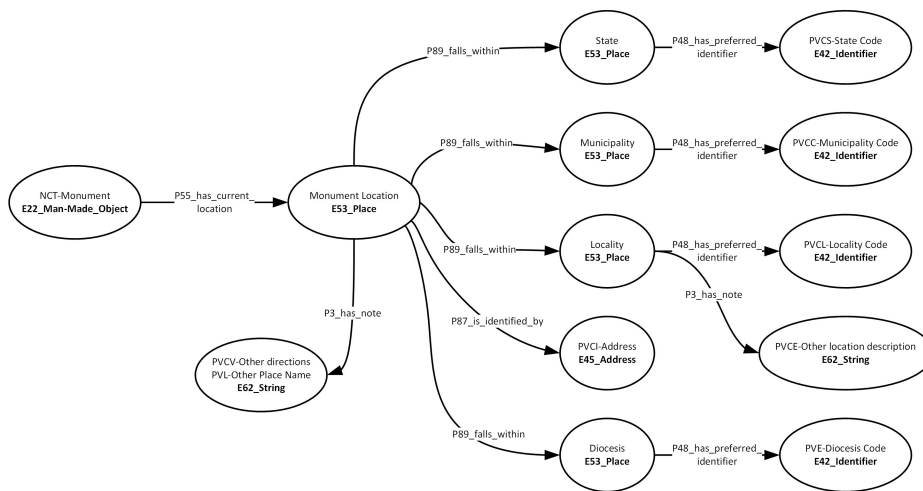 State
E53_Place
P48_has_preferred_
identifier
PVCS-State Code
E42_Identifier
P89_falls_within
Municipality
E53_Place
P48_has_preferred_
identifier
PVCC-Municipality Code
E42_Identifier
P89_falls_within
NCT-Monument
E22_Man-Made_Object
P55_has_current_
location
Monument Location
E53_Place
P89_falls_within
Locality
E53_Place
P48_has_preferred_
identifier
PVCL-Locality Code
E42_Identifier
P3_has_note
P3_has_note
P87_is_identified_by
PVCI-Address
E45_Address
PVCE-Other location description
E62_String
PVCV-Other directions
PVL-Other Place Name
E62_String
P89_falls_within
Diocesis
E53_Place
P48_has_preferred_
identifier
PVE-Diocesis Code
E42_Identifier